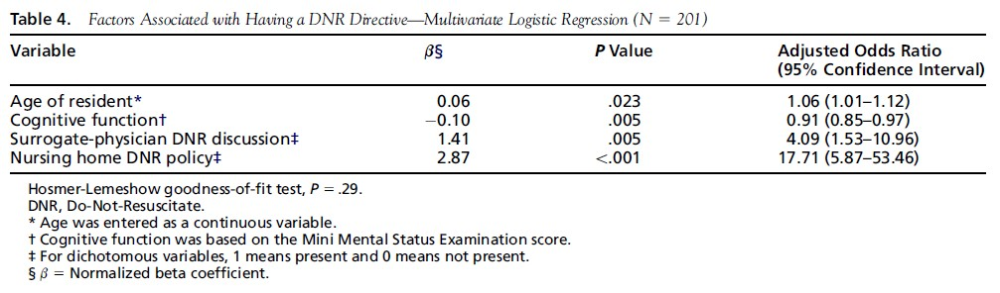 Table 4. Factors Associated with Having a DNR Directive—Multivariate Logistic Regression (N = 201)
Variable β§ P Value Adjusted Odds Ratio
(95% Confidence Interval)
Age of resident* 0.06 .023 1.06 (1.01–1.12)
Cognitive function† −0.10 .005 0.91 (0.85–0.97)
Surrogate-physician DNR discussion‡ 1.41 .005 4.09 (1.53–10.96)
Nursing home DNR policy‡ 2.87 <.001 17.71 (5.87–53.46)
Hosmer-Lemeshow goodness-of-fit test, P = .29.
DNR, Do-Not-Resuscitate.
* Age was entered as a continuous variable.
† Cognitive function was based on the Mini Mental Status Examination score.
‡ For dichotomous variables, 1 means present and 0 means not present.
§ β = Normalized beta coefficient.